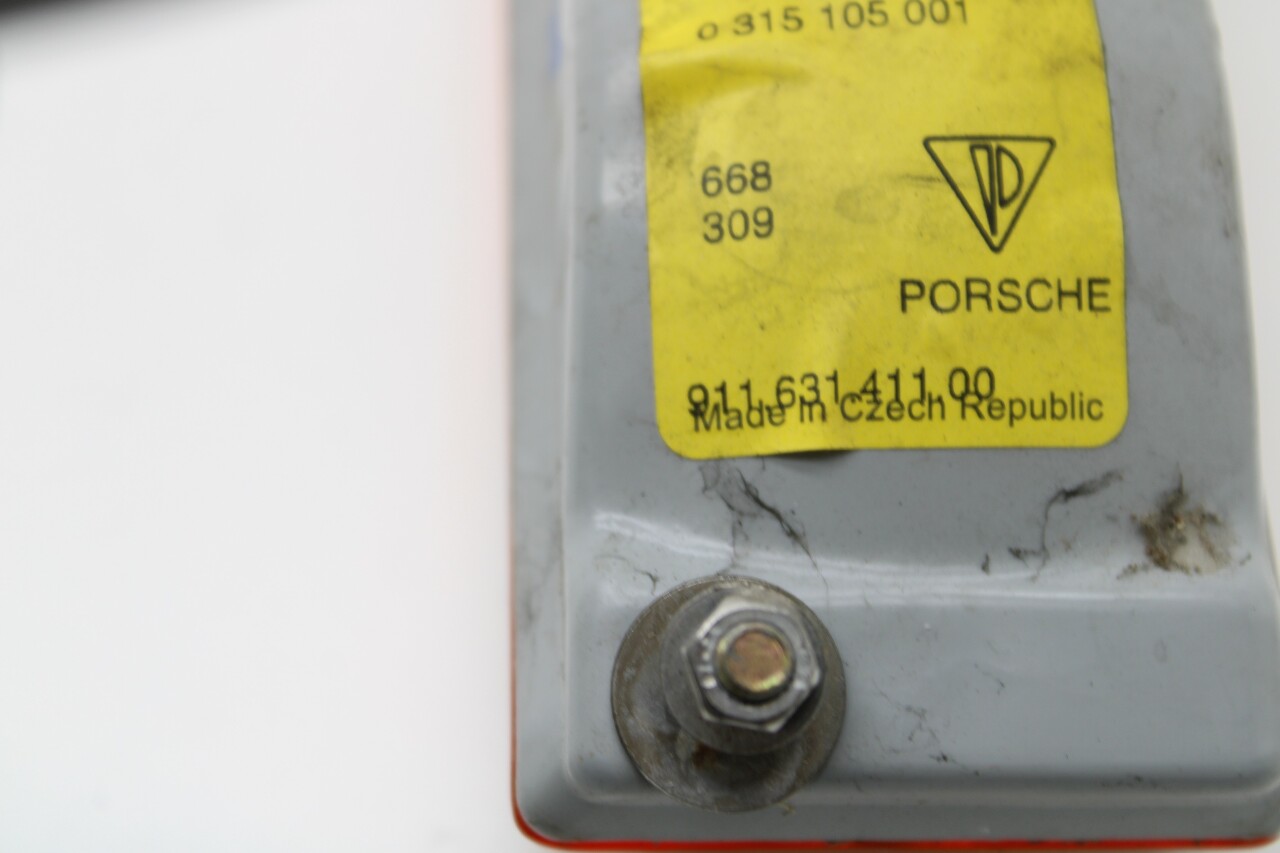 0 315 105 001
668
309
PORSCHE
911.631.411.00
Made in Czech Republic